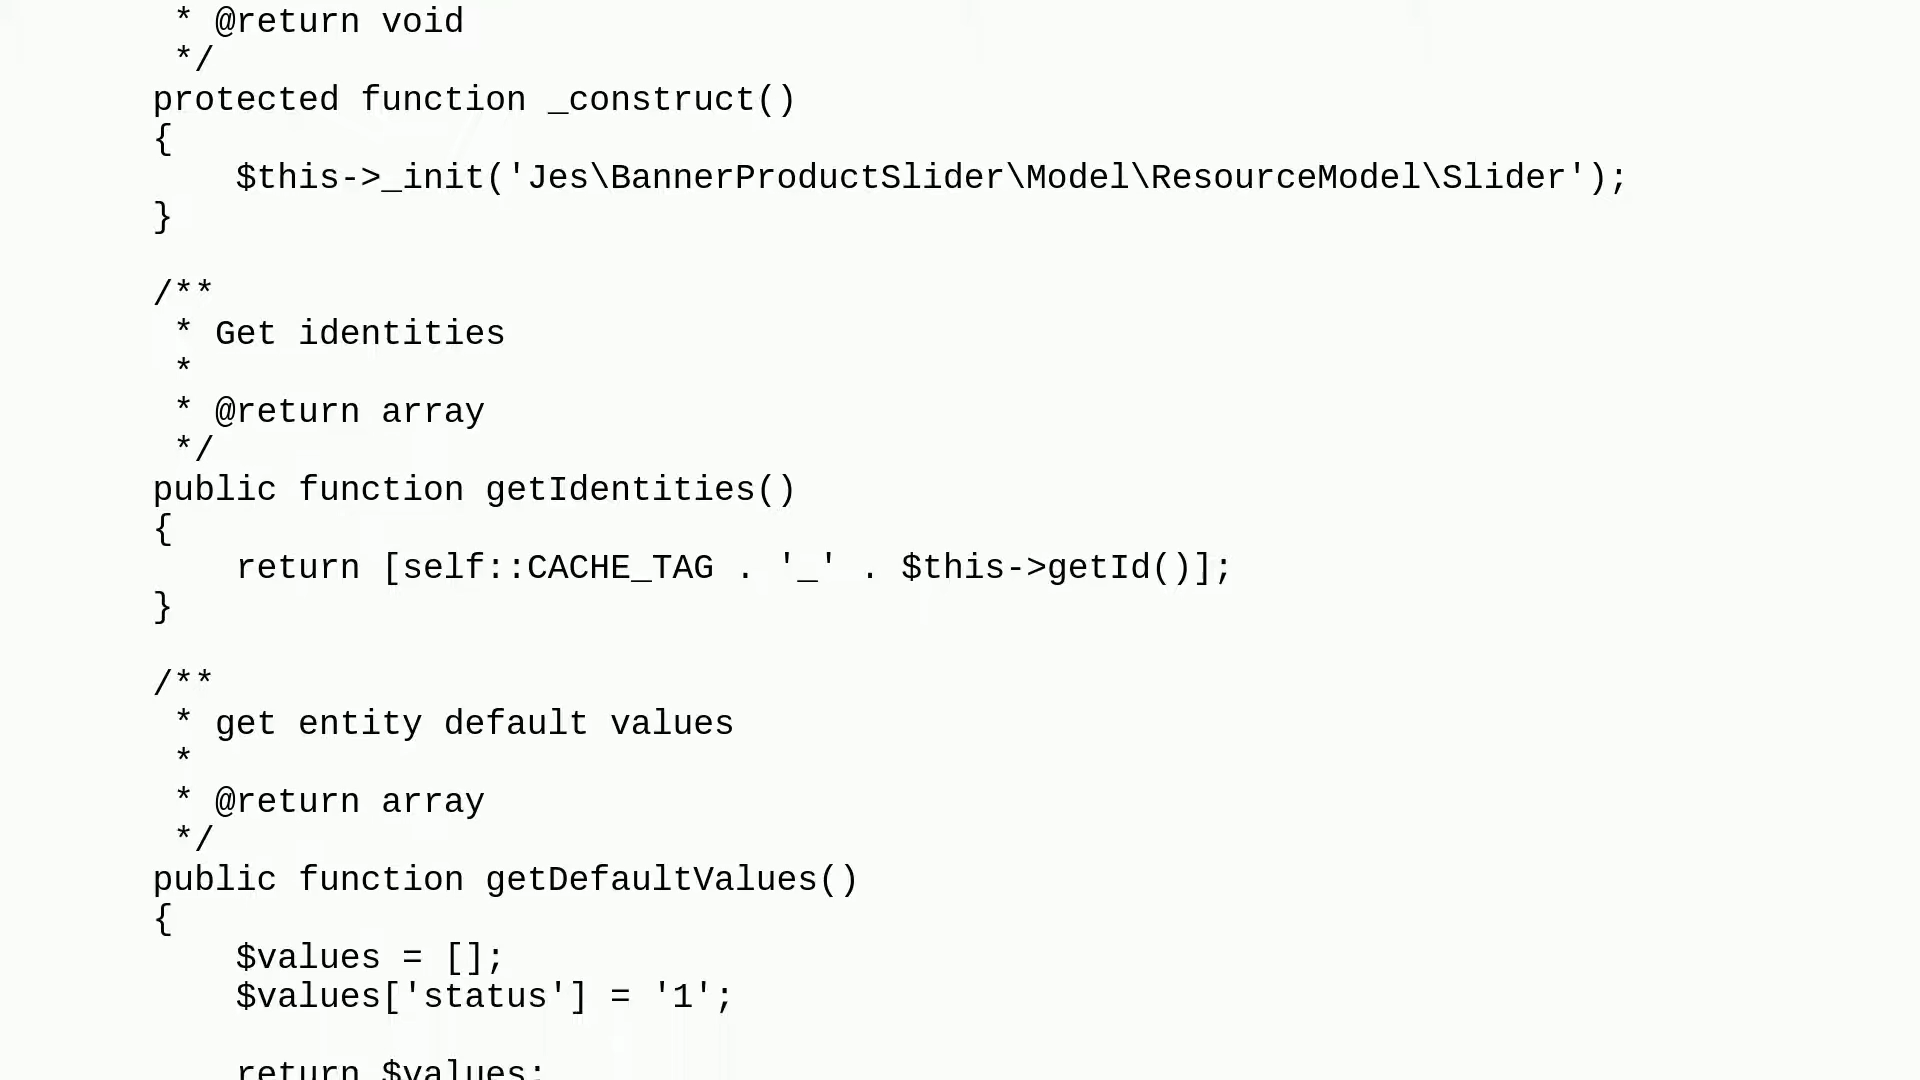 * @return void
 */
protected function _construct()
{
    $this->_init('Jes\BannerProductSlider\Model\ResourceModel\Slider');
}

/**
 * Get identities
 *
 * @return array
 */
public function getIdentities()
{
    return [self::CACHE_TAG . '_' . $this->getId()];
}

/**
 * get entity default values
 *
 * @return array
 */
public function getDefaultValues()
{
    $values = [];
    $values['status'] = '1';

    return $values;